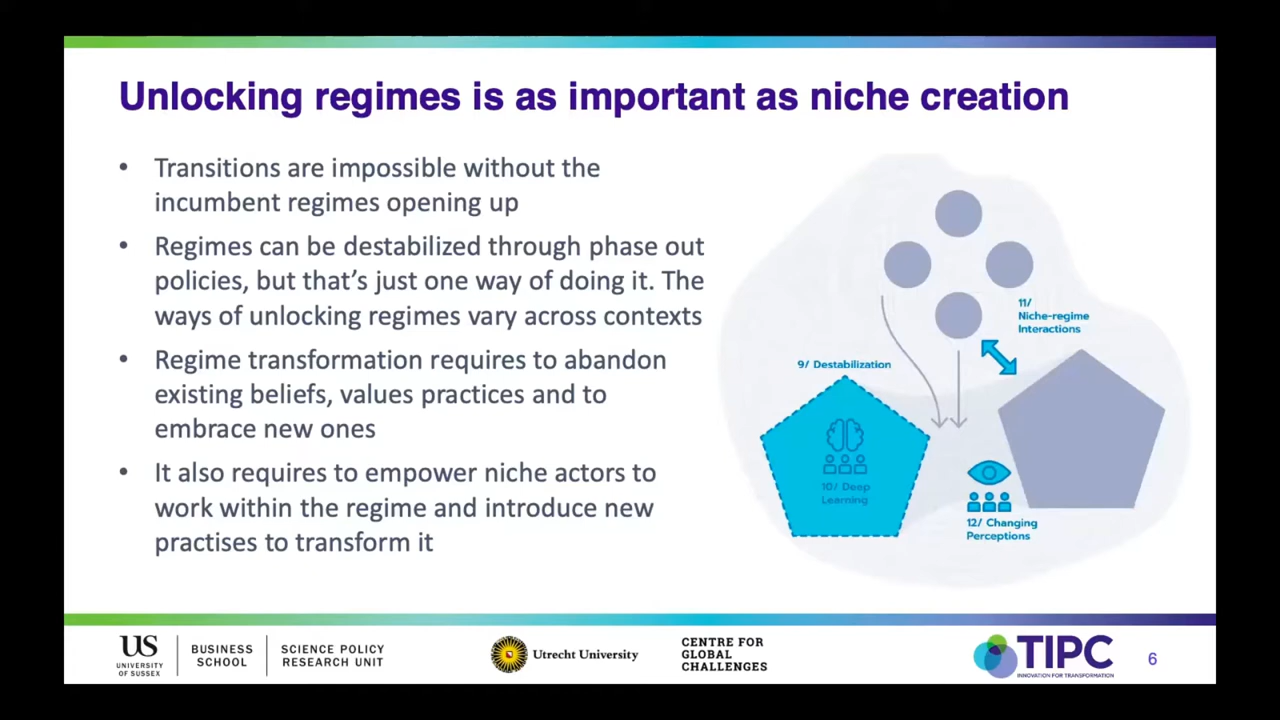 Unlocking regimes is as important as niche creation
• Transitions are impossible without the
incumbent regimes opening up
• Regimes can be destabilized through phase out
policies, but that’s just one way of doing it. The
ways of unlocking regimes vary across contexts
• Regime transformation requires to abandon
existing beliefs, values practices and to
embrace new ones
• It also requires to empower niche actors to
work within the regime and introduce new
practises to transform it
11/
Niche-regime
Interactions
9/ Destabilization
10/ Deep
Learning
12/ Changing
Perceptions
US
UNIVERSITY
OF SUSSEX
BUSINESS
SCHOOL
SCIENCE POLICY
RESEARCH UNIT
Utrecht University
CENTRE FOR
GLOBAL
CHALLENGES
TIPC
INNOVATION FOR TRANSFORMATION
6